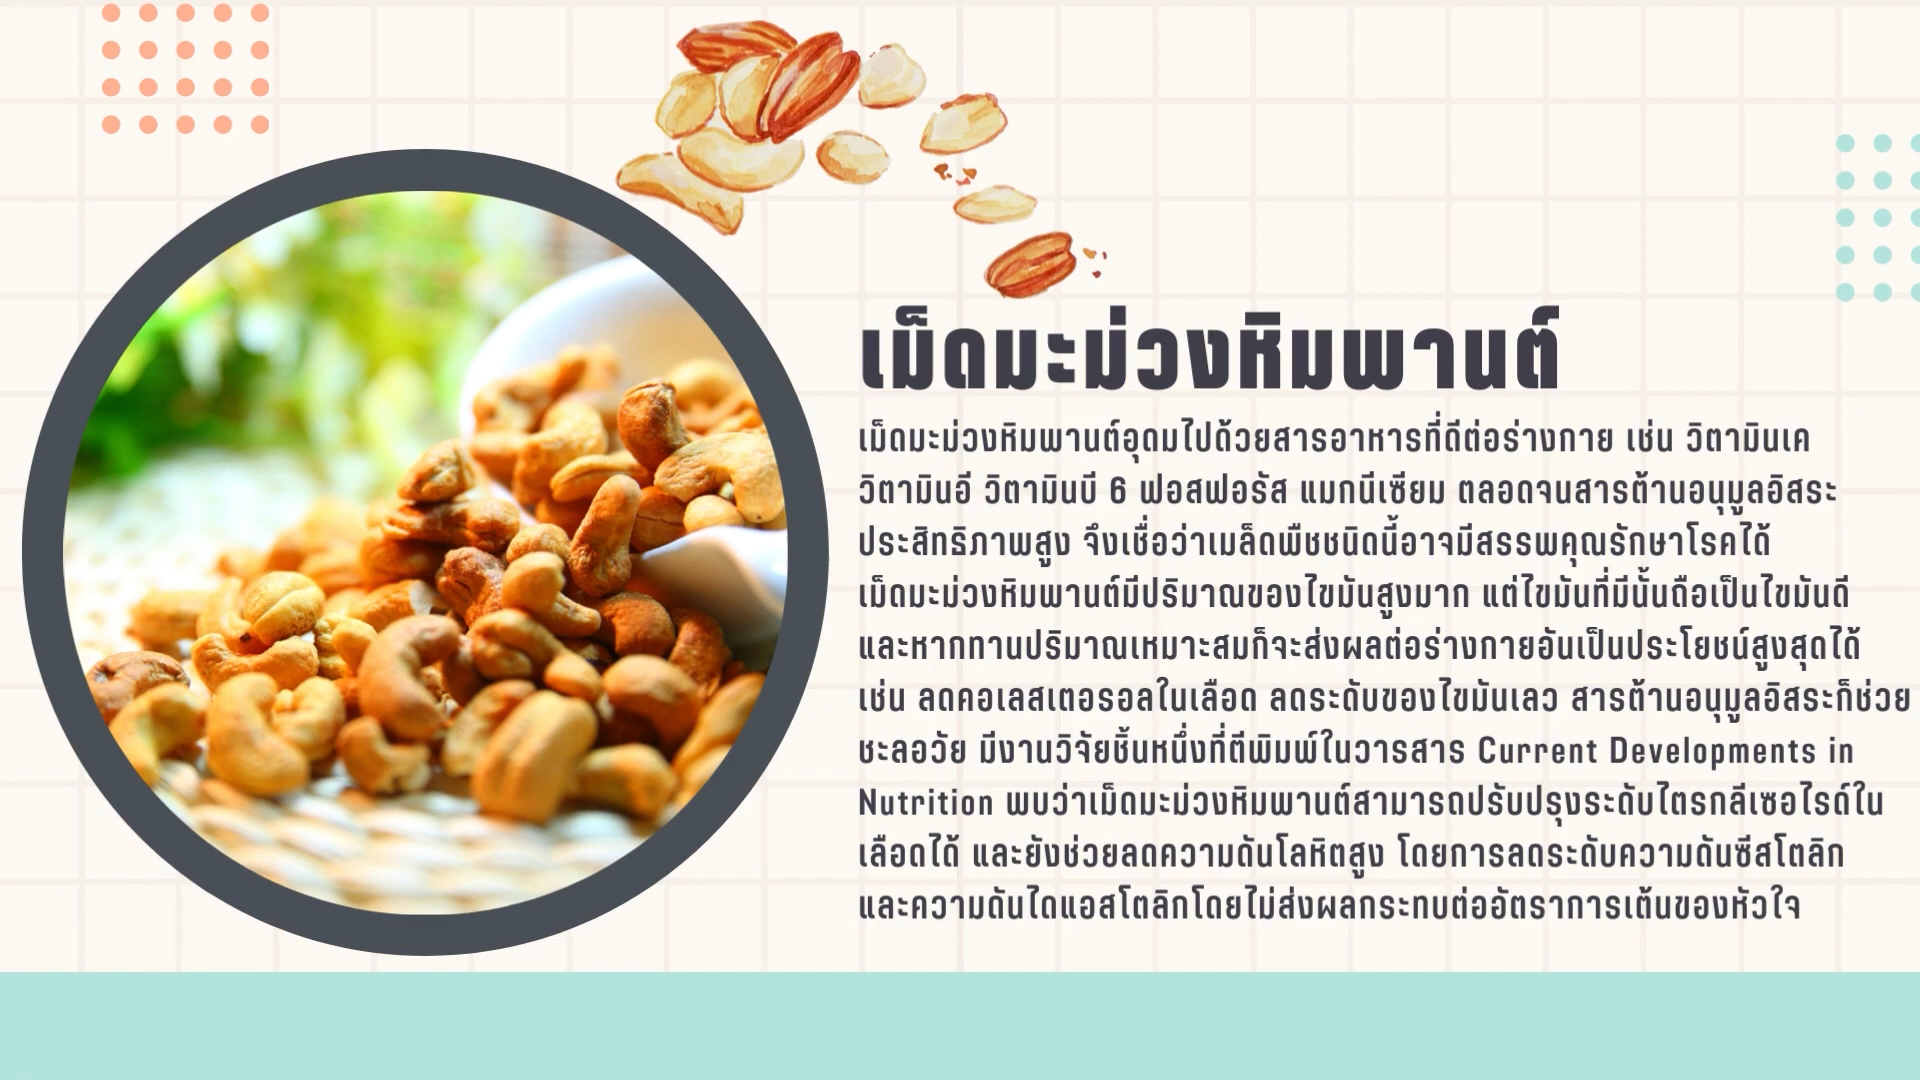 เม็ดมะม่วงหิมพานต์
เม็ดมะม่วงหิมพานต์อุดมไปด้วยสารอาหารที่ดีต่อร่างกาย เช่น วิตามินเค
วิตามินอี วิตามินบี 6 ฟอสฟอรัส แมกนีเซียม ตลอดจนสารต้านอนุมูลอิสระ
ประสิทธิภาพสูง จึงเชื่อว่าเมล็ดพืชชนิดนี้อาจมีสรรพคุณรักษาโรคได้
เม็ดมะม่วงหิมพานต์มีปริมาณของไขมันสูงมาก แต่ไขมันที่มีนั้นถือเป็นไขมันดี
และหากทานปริมาณเหมาะสมก็จะส่งผลต่อร่างกายอันเป็นประโยชน์สูงสุดได้
เช่น ลดคอเลสเตอรอลในเลือด ลดระดับของไขมันเลว สารต้านอนุมูลอิสระก็ช่วย
ชะลอวัย มีงานวิจัยชิ้นหนึ่งที่ตีพิมพ์ในวารสาร Current Developments in
Nutrition พบว่าเม็ดมะม่วงหิมพานต์สามารถปรับปรุงระดับไตรกลีเซอไรด์ใน
เลือดได้ และยังช่วยลดความดันโลหิตสูง โดยการลดระดับความดันซีสโตลิก
และความดันไดแอสโตลิกโดยไม่ส่งผลกระทบต่ออัตราการเต้นของหัวใจ